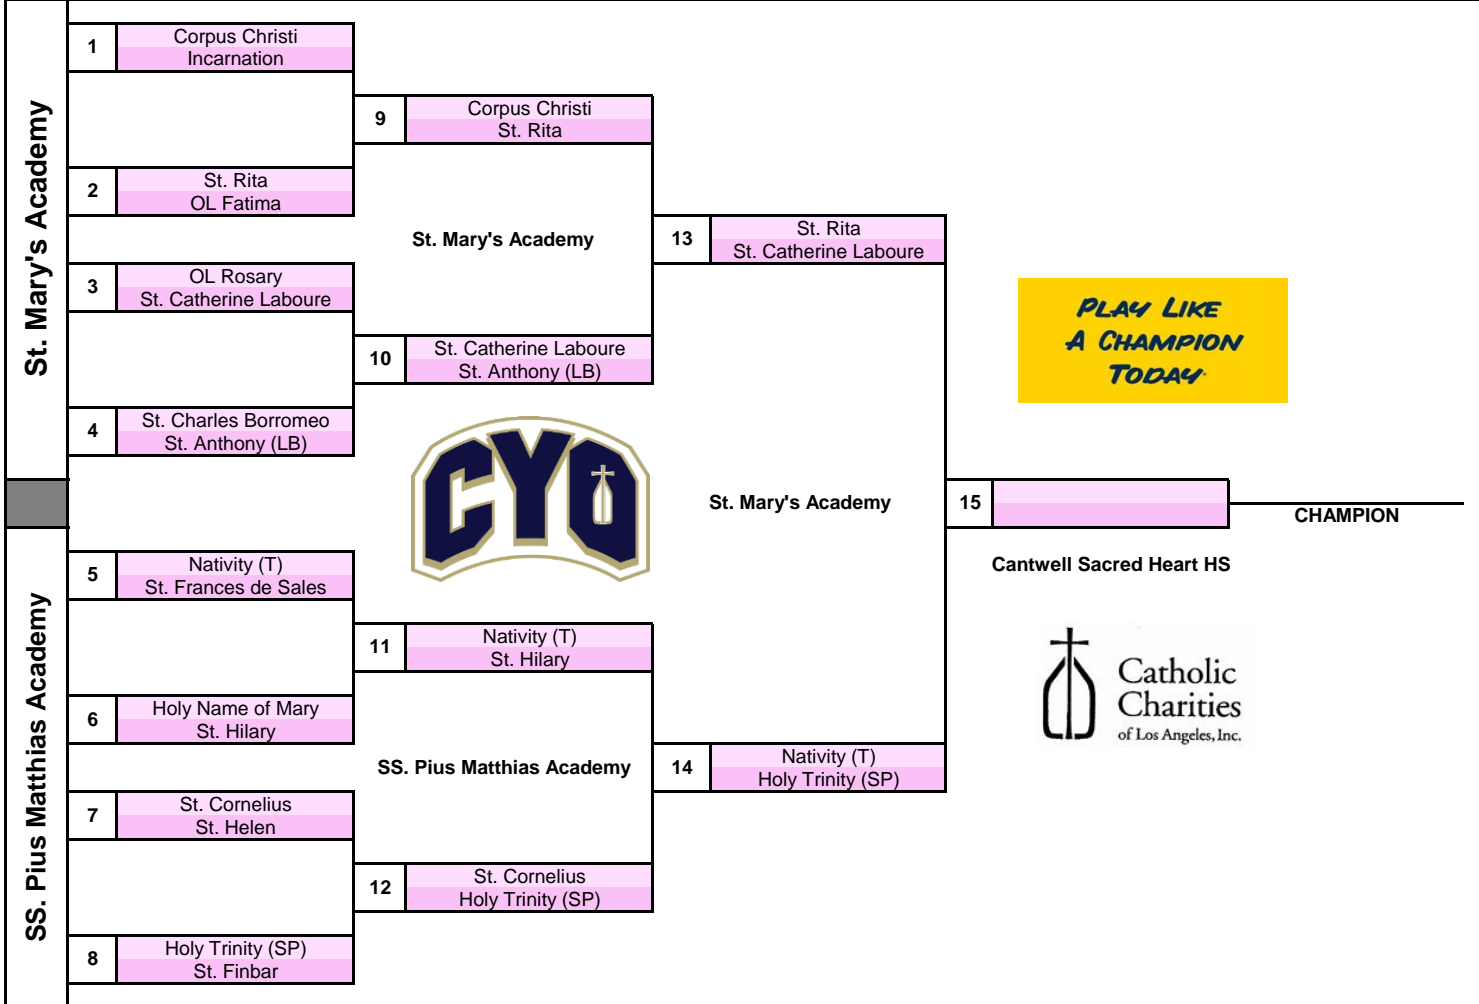 St. Mary's Academy
1
Corpus Christi
Incarnation
9
Corpus Christi
St. Rita
2
St. Rita
OL Fatima
St. Mary's Academy
13
St. Rita
St. Catherine Laboure
3
OL Rosary
St. Catherine Laboure
10
St. Catherine Laboure
St. Anthony (LB)
4
St. Charles Borromeo
St. Anthony (LB)
PLAY LIKE
A CHAMPION
TODAY
CYO
St. Mary's Academy
15
CHAMPION
Cantwell Sacred Heart HS
SS. Pius Matthias Academy
5
Nativity (T)
St. Frances de Sales
11
Nativity (T)
St. Hilary
6
Holy Name of Mary
St. Hilary
SS. Pius Matthias Academy
14
Nativity (T)
Holy Trinity (SP)
7
St. Cornelius
St. Helen
12
St. Cornelius
Holy Trinity (SP)
8
Holy Trinity (SP)
St. Finbar
Catholic
Charities
of Los Angeles, Inc.